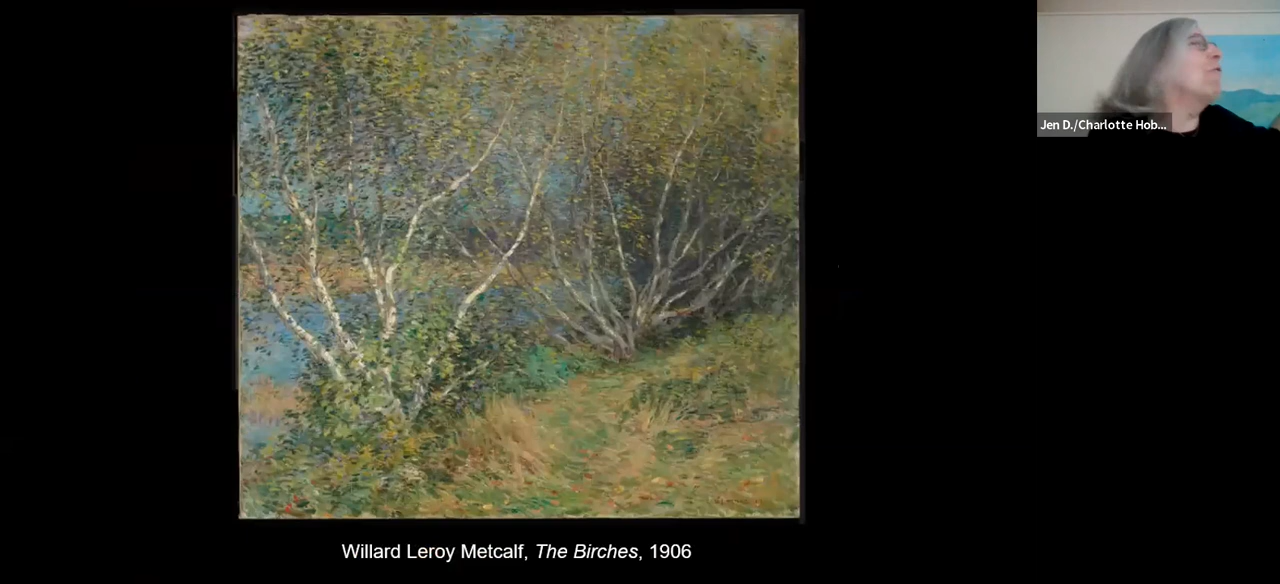 Jen D./Charlotte Hob...
Willard Leroy Metcalf, The Birches, 1906